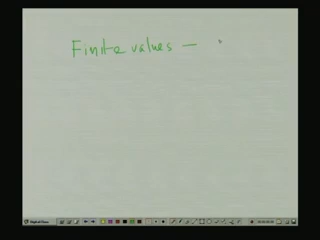 Finite values —